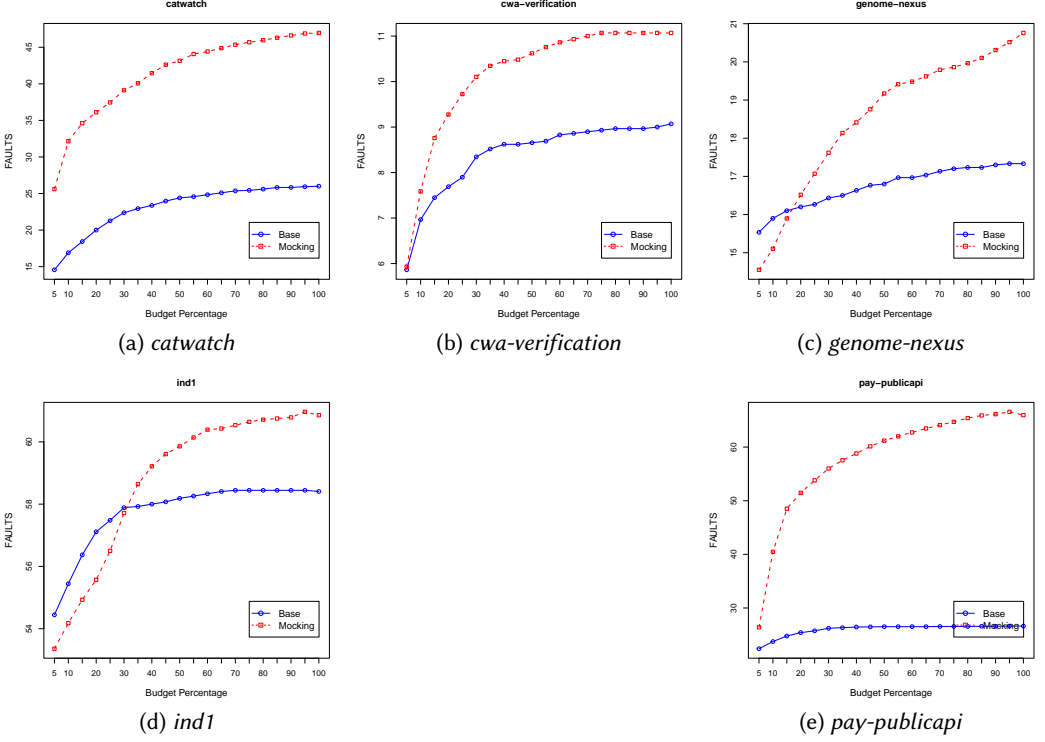 catwatch
FAULTS
15 20 25 30 35 40 45
Base
Mocking
5 10 20 30 40 50 60 70 80 90 100
Budget Percentage
(a) catwatch
cwa−verification
FAULTS
6 7 8 9 10 11
Base
Mocking
5 10 20 30 40 50 60 70 80 90 100
Budget Percentage
(b) cwa-verification
genome−nexus
FAULTS
15 16 17 18 19 20 21
Base
Mocking
5 10 20 30 40 50 60 70 80 90 100
Budget Percentage
(c) genome-nexus
ind1
FAULTS
54 56 58 60
Base
Mocking
5 10 20 30 40 50 60 70 80 90 100
Budget Percentage
(d) ind1
pay−publicapi
FAULTS
30 40 50 60
Base
Mocking
5 10 20 30 40 50 60 70 80 90 100
Budget Percentage
(e) pay-publicapi